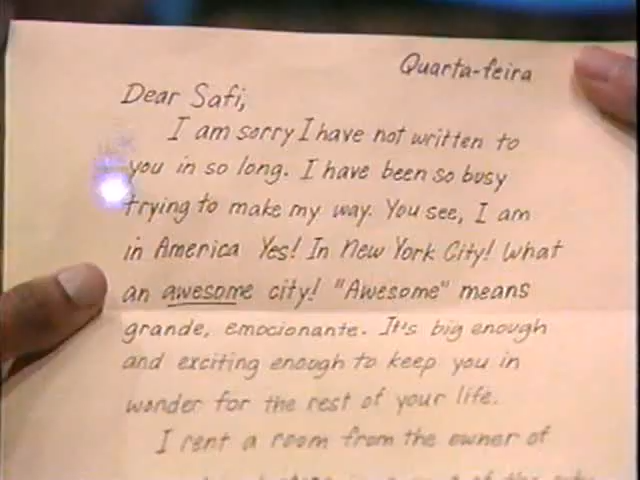 Quarta-feira
Dear Safi,
I am sorry I have not written to
you in so long. I have been so busy
trying to make my way. You see, I am
in America Yes! In New York City! What
an awesome city! "Awesome" means
grande, emocionante. It's big enough
and exciting enough to keep you in
wonder for the rest of your life.
I rent a room from the owner of